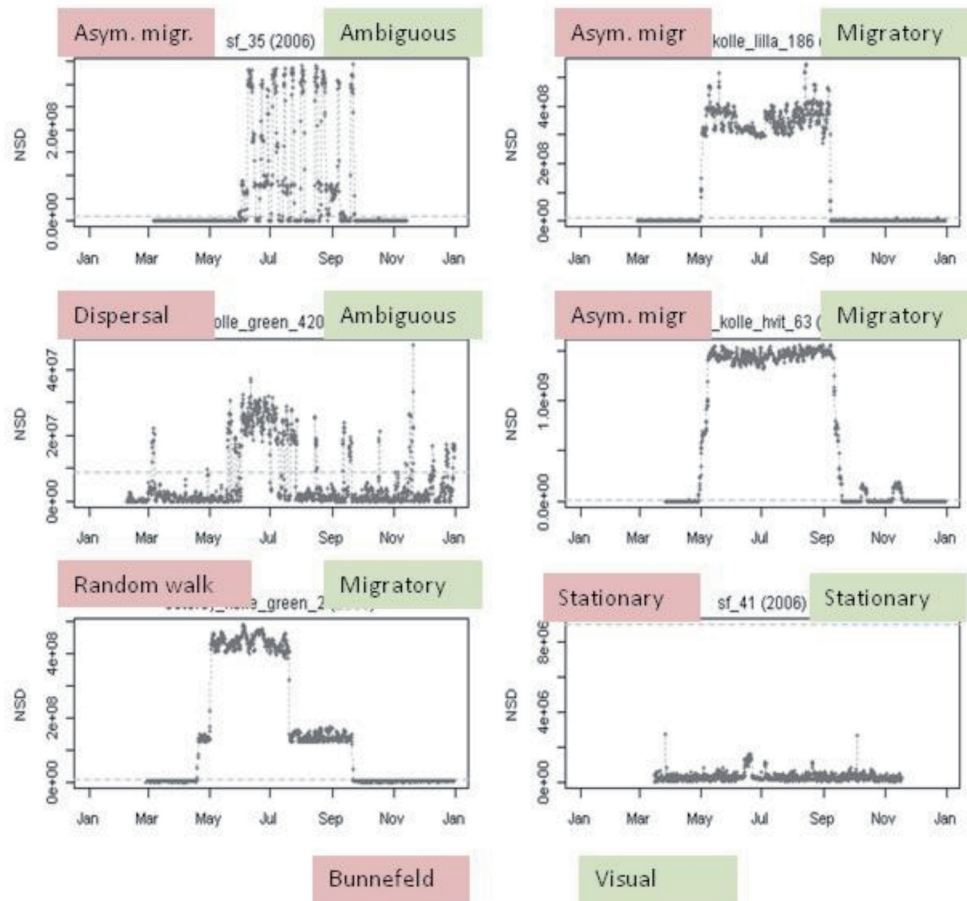 Asym. migr. sf_35 (2006) Ambiguous
NSD
2.0e+08
0.0e+00
Jan Mar May Jul Sep Nov Jan
Asym. migr kolle_lilla_186 ( Migratory
NSD
4e+08
2e+08
0e+00
Jan Mar May Jul Sep Nov Jan
Dispersal olle_green_420 Ambiguous
NSD
4e+07
2e+07
0e+00
Jan Mar May Jul Sep Nov Jan
Asym. migr _kolle_hvit_63 ( Migratory
NSD
1.0e+09
0.0e+00
Jan Mar May Jul Sep Nov Jan
Random walk green_2 Migratory
NSD
4e+08
2e+08
0e+00
Jan Mar May Jul Sep Nov Jan
Stationary sf_41 (2006) Stationary
NSD
8e+06
4e+06
0e+00
Jan Mar May Jul Sep Nov Jan
Bunnefeld Visual